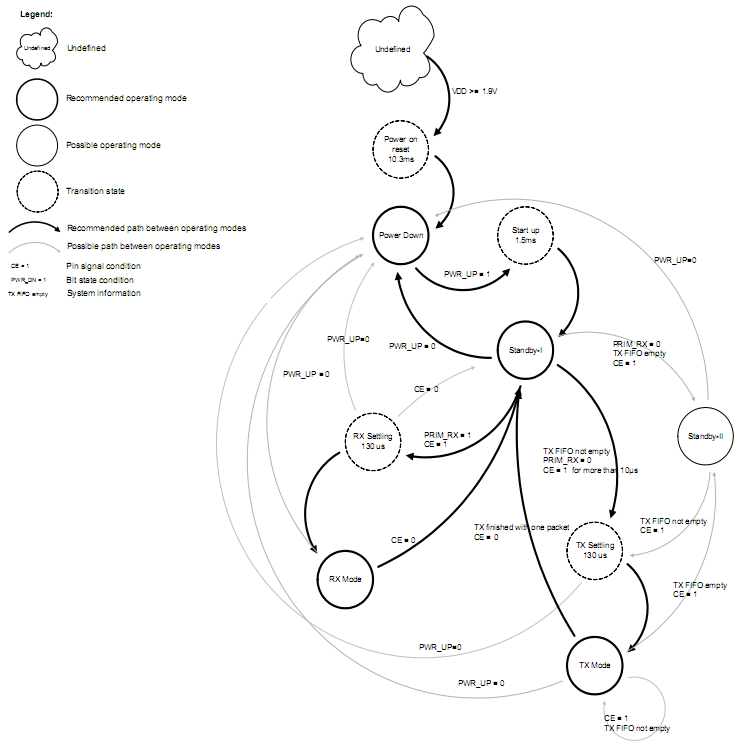 Legend:
Undefined
Undefined
Recommended operating mode
Possible operating mode
Transition state
Recommended path between operating modes
Possible path between operating modes
CE = 1
Pin signal condition
PWR_DN = 1
Bit state condition
TX FIFO empty
System information
Undefined
VDD >= 1.9V
Power on
reset
10.3ms
Power Down
Start up
1.5ms
PWR_UP = 1
PWR_UP=0
PWR_UP=0
PWR_UP = 0
Standby-I
PRIM_RX = 0
TX FIFO empty
CE = 1
PWR_UP = 0
CE = 0
RX Settling
130 us
PRIM_RX = 1
CE = 1
Standby-II
TX FIFO not empty
PRIM_RX = 0
CE = 1 for more than 10µs
TX finished with one packet
CE = 0
TX FIFO not empty
CE = 1
CE = 0
TX Settling
130 us
RX Mode
TX FIFO empty
CE = 1
PWR_UP=0
TX Mode
PWR_UP = 0
CE = 1
TX FIFO not empty